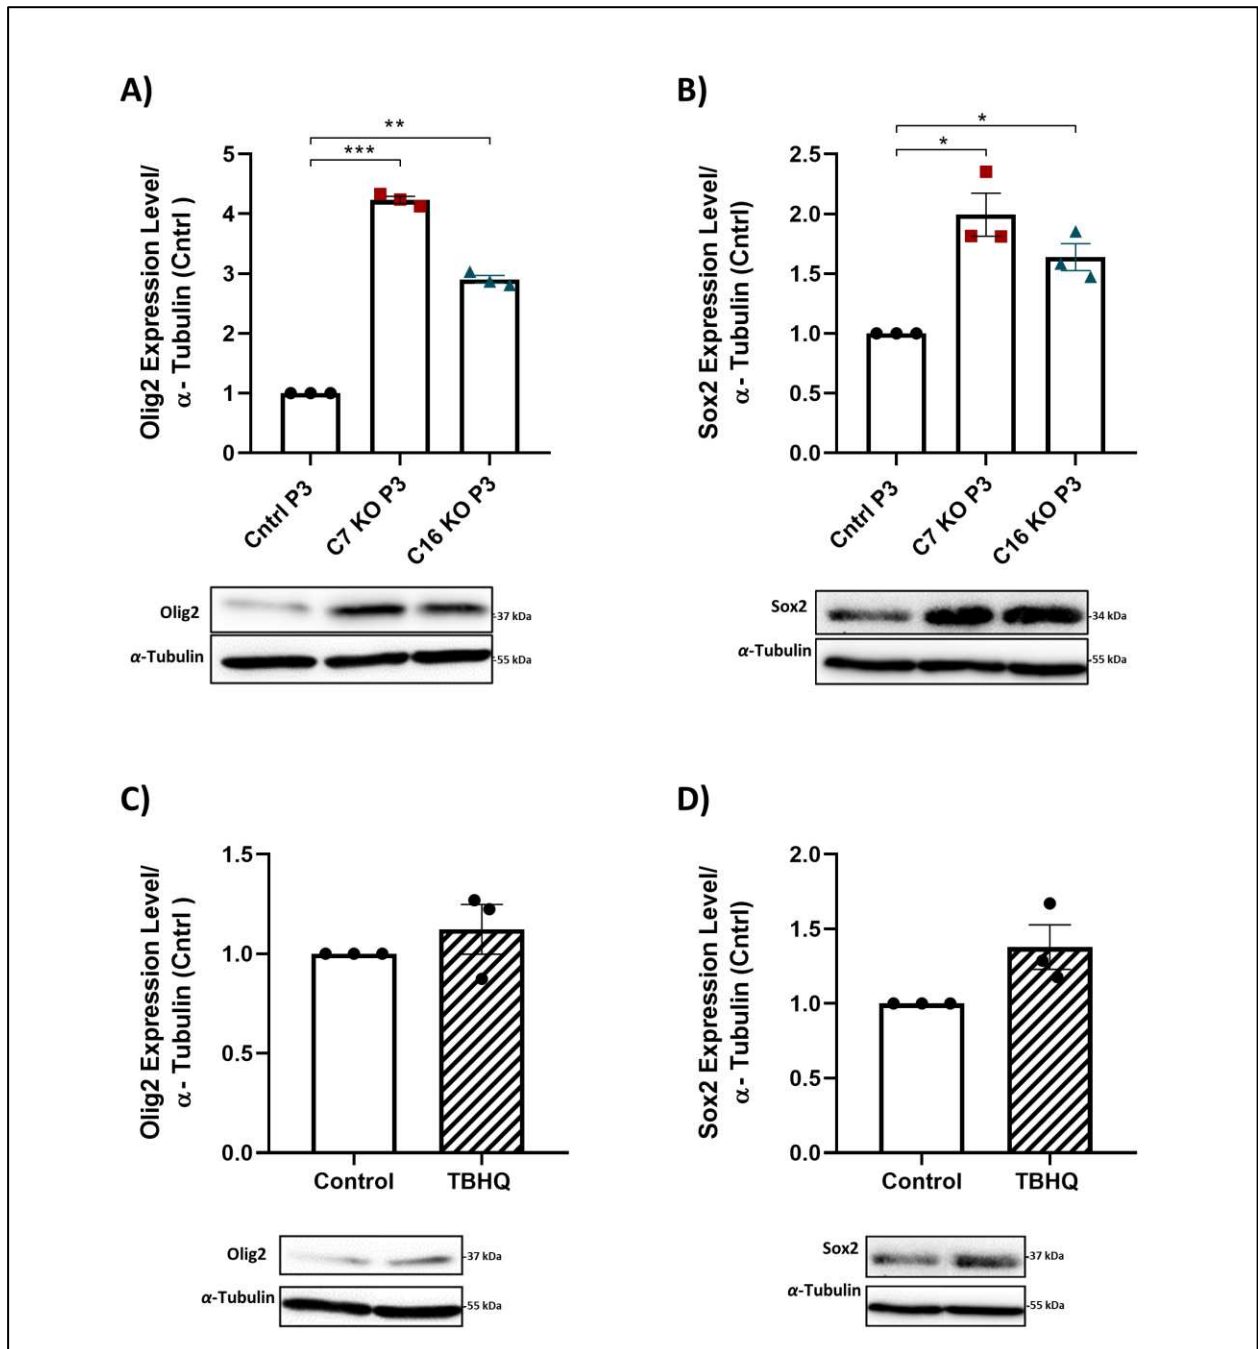 A)
**
***
Olig2 Expression Level/
α- Tubulin (Cntrl )
5
4
3
2
1
0
Cntrl P3
C7 KO P3
C16 KO P3
Olig2
37 kDa
α-Tubulin
55 kDa
B)
*
*
Sox2 Expression Level/
α- Tubulin (Cntrl)
2.5
2.0
1.5
1.0
0.5
0.0
Cntrl P3
C7 KO P3
C16 KO P3
Sox2
34 kDa
α-Tubulin
55 kDa
C)
Olig2 Expression Level/
α- Tubulin (Cntrl )
1.5
1.0
0.5
0.0
Control
TBHQ
Olig2
37 kDa
α-Tubulin
55 kDa
D)
Sox2 Expression Level/
α- Tubulin (Cntrl)
2.0
1.5
1.0
0.5
0.0
Control
TBHQ
Sox2
37 kDa
α-Tubulin
55 kDa